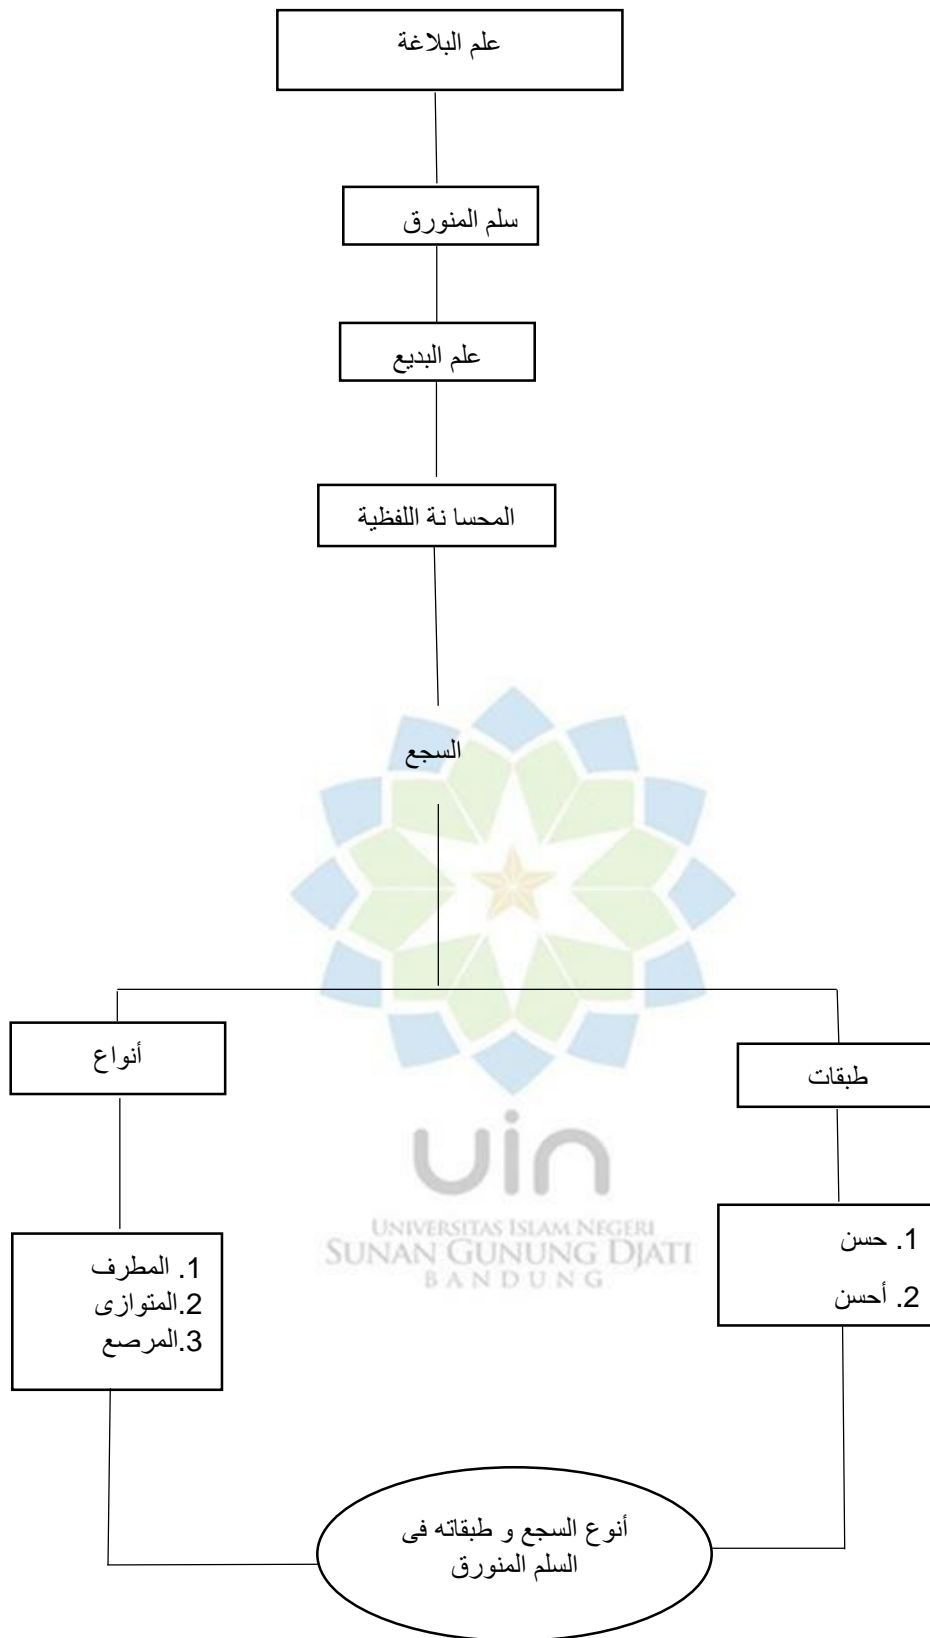 علم البلاغة
سلم المنورق
علم البديع
المحسا نة اللفظية
السجع
أنواع
طبقات
1. المطرف
2.المتوازى
3.المرصع
1. حسن
2. أحسن
uin
UNIVERSITAS ISLAM NEGERI
SUNAN GUNUNG DJATI
BANDUNG
أنوع السجع و طبقاته فى
السلم المنورق